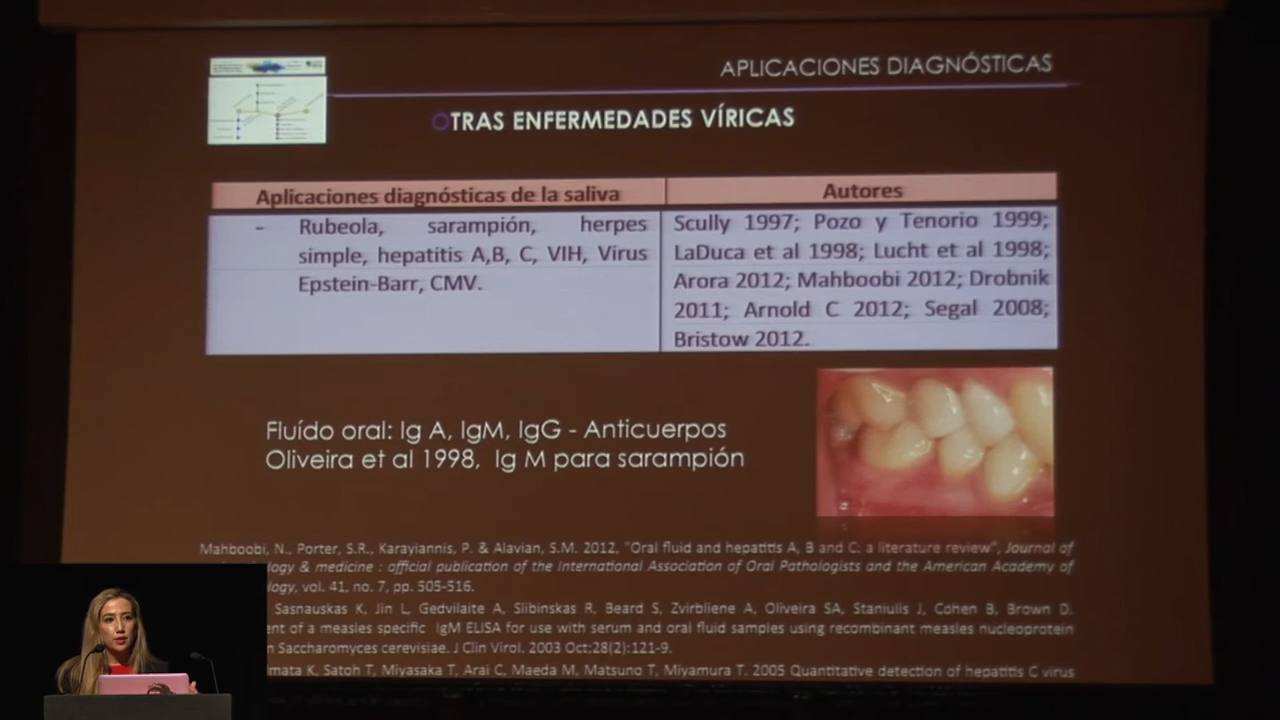 APLICACIONES DIAGNÓSTICAS
OTRAS ENFERMEDADES VÍRICAS
Aplicaciones diagnósticas de la saliva
Autores
- Rubeola, sarampión, herpes
simple, hepatitis A,B, C, VIH, Virus
Epstein-Barr, CMV.
Scully 1997; Pozo y Tenorio 1999;
LaDuca et al 1998; Lucht et al 1998;
Arora 2012; Mahboobi 2012; Drobnik
2011; Arnold C 2012; Segal 2008;
Bristow 2012.
Fluído oral: Ig A, IgM, IgG - Anticuerpos
Oliveira et al 1998, Ig M para sarampión
Mahboobi, N., Porter, S.R., Karayiannis, P. & Alavian, S.M. 2012, "Oral fluid and hepatitis A, B and C: a literature review", Journal of
ogy & medicine : official publication of the International Association of Oral Pathologists and the American Academy of
ogy, vol. 41, no. 7, pp. 505-516.
Sasnauskas K, Jin L, Gedvilaite A, Slibinskas R, Beard S, Zvirbliene A, Oliveira SA, Staniulis J, Cohen B, Brown D.
ent of a measles specific IgM ELISA for use with serum and oral fluid samples using recombinant measles nucleoprotein
n Saccharomyces cerevisiae. J Clin Virol. 2003 Oct;28(2):121-9.
mata K, Satoh T, Miyasaka T, Arai C, Maeda M, Matsuno T, Miyamura T. 2005 Quantitative detection of hepatitis C virus